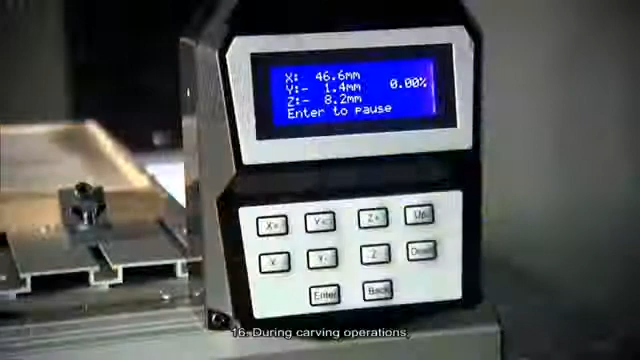 X: 46.6mm
Y:- 1.4mm 0.00%
Z:- 8.2mm
Enter to pause
X+ Y+ Z+ Up
X- Y- Z- Down
Enter Back
16. During carving operations,